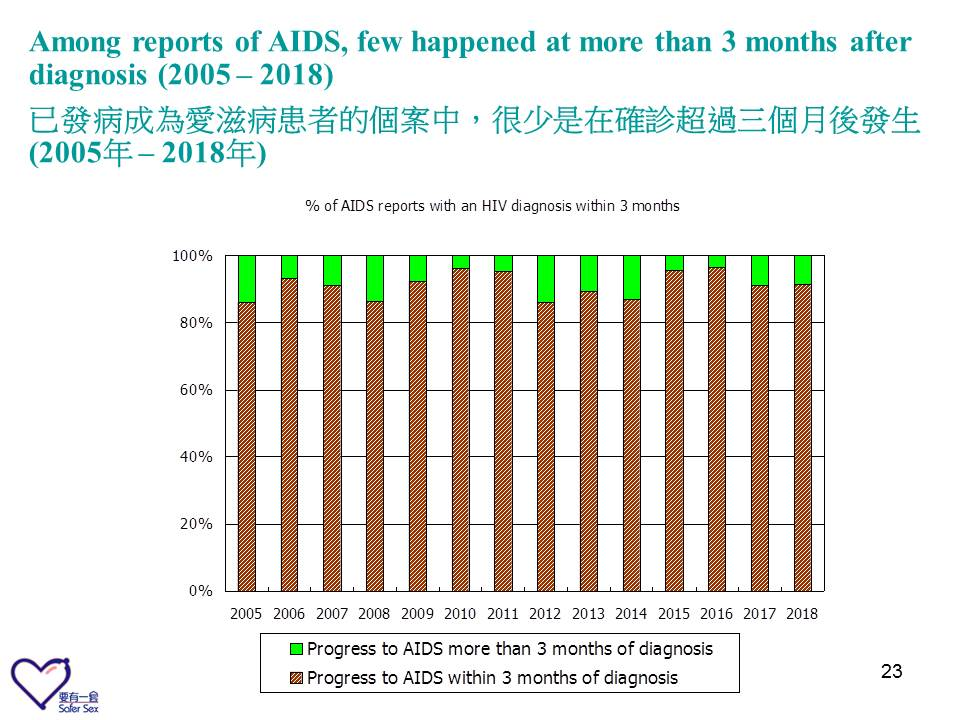 Among reports of AIDS, few happened at more than 3 months after
diagnosis (2005 – 2018)
已發病成為愛滋病患者的個案中，很少是在確診超過三個月後發生
(2005年 – 2018年)
% of AIDS reports with an HIV diagnosis within 3 months
100%
80%
60%
40%
20%
0%
2005 2006 2007 2008 2009 2010 2011 2012 2013 2014 2015 2016 2017 2018
Progress to AIDS more than 3 months of diagnosis
Progress to AIDS within 3 months of diagnosis
要有一套
Safer Sex
23